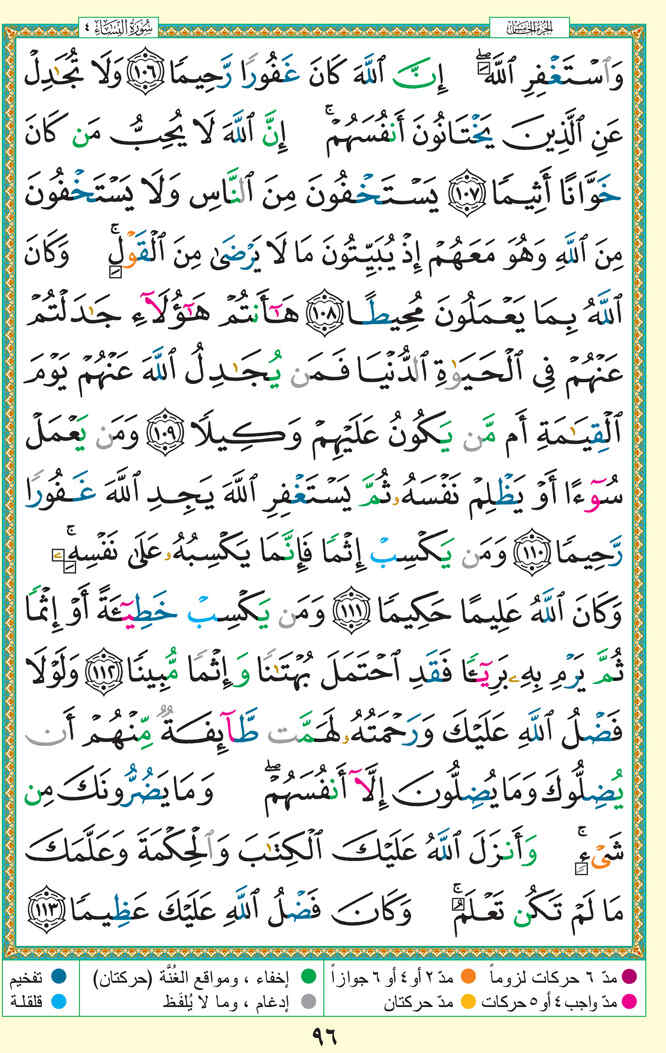 سُورَةُ النِّسَاءِ ٤
الجزء الخامس
وَٱسْتَغْفِرِ ٱللَّهَۖ إِنَّ ٱللَّهَ كَانَ غَفُورًا رَّحِيمًا ١٠٦ وَلَا تُجَٰدِلْ
عَنِ ٱلَّذِينَ يَخْتَانُونَ أَنفُسَهُمْۚ إِنَّ ٱللَّهَ لَا يُحِبُّ مَن كَانَ
خَوَّانًا أَثِيمًا ١٠٧ يَسْتَخْفُونَ مِنَ ٱلنَّاسِ وَلَا يَسْتَخْفُونَ
مِنَ ٱللَّهِ وَهُوَ مَعَهُمْ إِذْ يُبَيِّتُونَ مَا لَا يَرْضَىٰ مِنَ ٱلْقَوْلِۚ وَكَانَ
ٱللَّهُ بِمَا يَعْمَلُونَ مُحِيطًا ١٠٨ هَٰٓأَنتُمْ هَٰٓؤُلَآءِ جَٰدَلْتُمْ
عَنْهُمْ فِى ٱلْحَيَوٰةِ ٱلدُّنْيَا فَمَن يُجَٰدِلُ ٱللَّهَ عَنْهُمْ يَوْمَ
ٱلْقِيَٰمَةِ أَم مَّن يَكُونُ عَلَيْهِمْ وَكِيلًا ١٠٩ وَمَن يَعْمَلْ
سُوٓءًا أَوْ يَظْلِمْ نَفْسَهُۥ ثُمَّ يَسْتَغْفِرِ ٱللَّهَ يَجِدِ ٱللَّهَ غَفُورًا
رَّحِيمًا ١١٠ وَمَن يَكْسِبْ إِثْمًا فَإِنَّمَا يَكْسِبُهُۥ عَلَىٰ نَفْسِهِۦۚ
وَكَانَ ٱللَّهُ عَلِيمًا حَكِيمًا ١١١ وَمَن يَكْسِبْ خَطِيٓـَٔةً أَوْ إِثْمًا
ثُمَّ يَرْمِ بِهِۦ بَرِيٓـًٔا فَقَدِ ٱحْتَمَلَ بُهْتَٰنًا وَإِثْمًا مُّبِينًا ١١٢ وَلَوْلَا
فَضْلُ ٱللَّهِ عَلَيْكَ وَرَحْمَتُهُۥ لَهَمَّت طَّآئِفَةٌ مِّنْهُمْ أَن
يُضِلُّوكَ وَمَا يُضِلُّونَ إِلَّآ أَنفُسَهُمْۖ وَمَا يَضُرُّونَكَ مِن
شَىْءٍۚ وَأَنزَلَ ٱللَّهُ عَلَيْكَ ٱلْكِتَٰبَ وَٱلْحِكْمَةَ وَعَلَّمَكَ
مَا لَمْ تَكُن تَعْلَمُۚ وَكَانَ فَضْلُ ٱللَّهِ عَلَيْكَ عَظِيمًا ١١٣
مدّ ٦ حركات لزوماً مدّ ٢ أو ٤ أو ٦ جوازاً إخفاء ، ومواقع الغُنَّة (حركتان) تفخيم
مدّ واجب ٤ أو ٥ حركات مدّ حركتان إدغام ، وما لا يُلفَظ قلقلة
٩٦